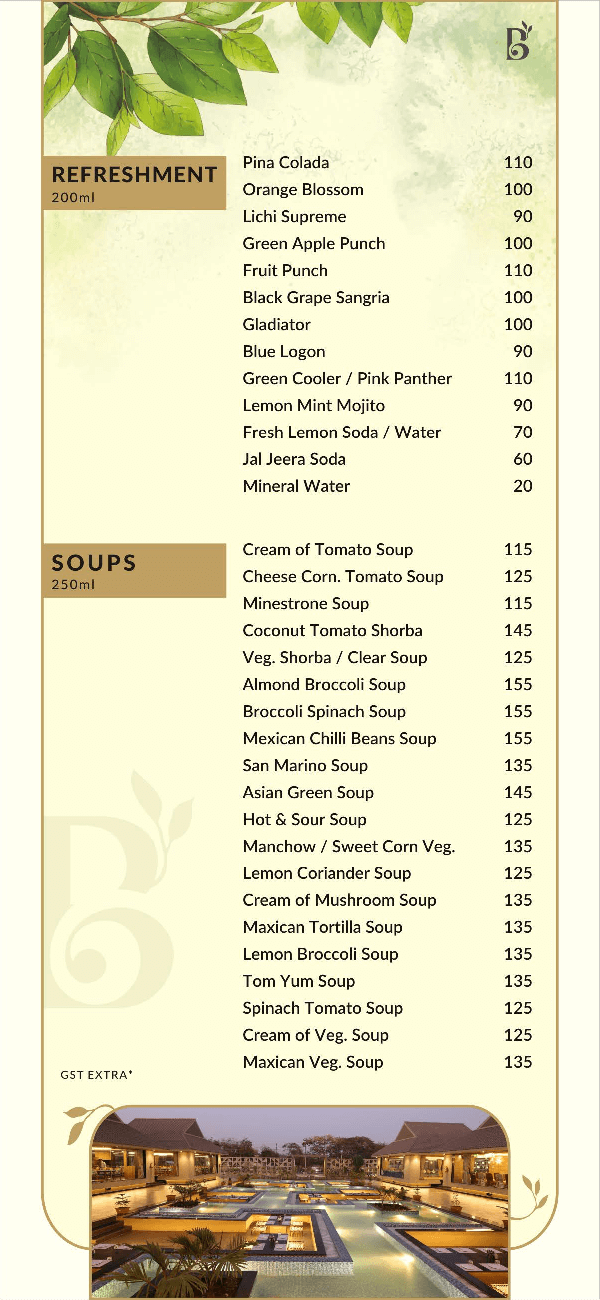 B
REFRESHMENT
200ml
Pina Colada 110
Orange Blossom 100
Lichi Supreme 90
Green Apple Punch 100
Fruit Punch 110
Black Grape Sangria 100
Gladiator 100
Blue Logon 90
Green Cooler / Pink Panther 110
Lemon Mint Mojito 90
Fresh Lemon Soda / Water 70
Jal Jeera Soda 60
Mineral Water 20
SOUPS
250ml
Cream of Tomato Soup 115
Cheese Corn. Tomato Soup 125
Minestrone Soup 115
Coconut Tomato Shorba 145
Veg. Shorba / Clear Soup 125
Almond Broccoli Soup 155
Broccoli Spinach Soup 155
Mexican Chilli Beans Soup 155
San Marino Soup 135
Asian Green Soup 145
Hot & Sour Soup 125
Manchow / Sweet Corn Veg. 135
Lemon Coriander Soup 125
Cream of Mushroom Soup 135
Maxican Tortilla Soup 135
Lemon Broccoli Soup 135
Tom Yum Soup 135
Spinach Tomato Soup 125
Cream of Veg. Soup 125
Maxican Veg. Soup 135
B
GST EXTRA*